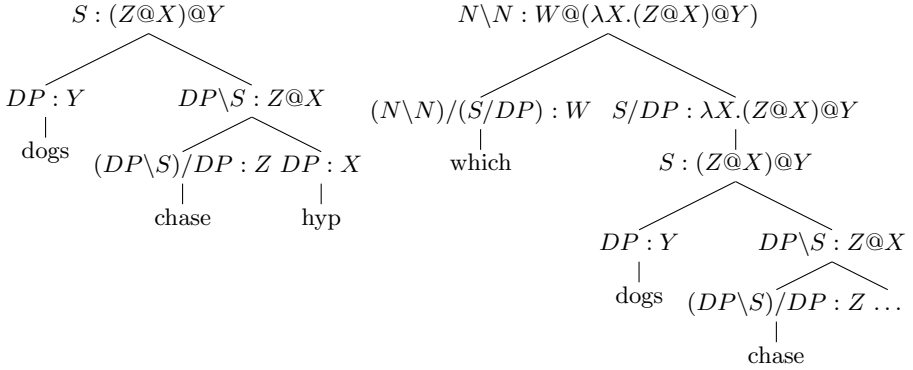 S : (Z@X)@Y
DP : Y DP\S : Z@X
dogs (DP\S)/DP : Z DP : X
chase hyp
N\N : W@(λX.(Z@X)@Y)
(N\N)/(S/DP) : W S/DP : λX.(Z@X)@Y
which S : (Z@X)@Y
DP : Y DP\S : Z@X
dogs (DP\S)/DP : Z …
chase